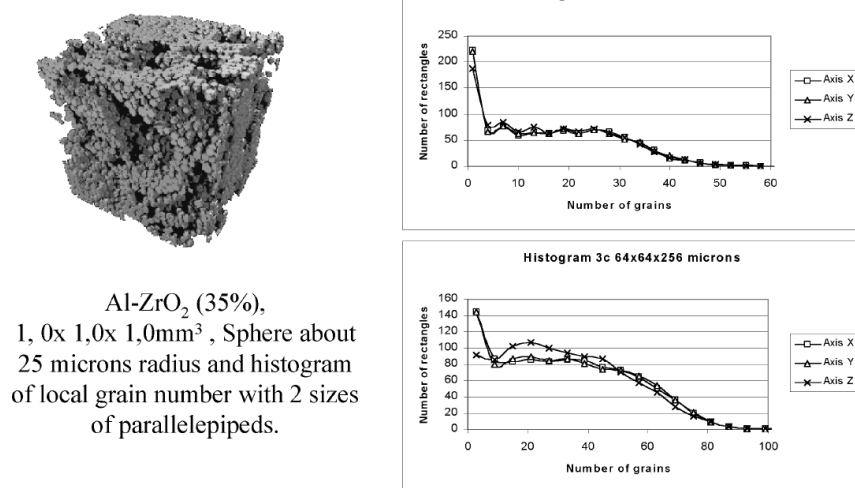 Al-ZrO₂ (35%),
1, 0x 1,0x 1,0mm³ , Sphere about
25 microns radius and histogram
of local grain number with 2 sizes
of parallelepipeds.
250
200
150
100
50
0
Number of rectangles
0 10 20 30 40 50 60
Number of grains
Axis X
Axis Y
Axis Z
Histogram 3c 64x64x256 microns
160
140
120
100
80
60
40
20
0
Number of rectangles
0 20 40 60 80 100
Number of grains
Axis X
Axis Y
Axis Z